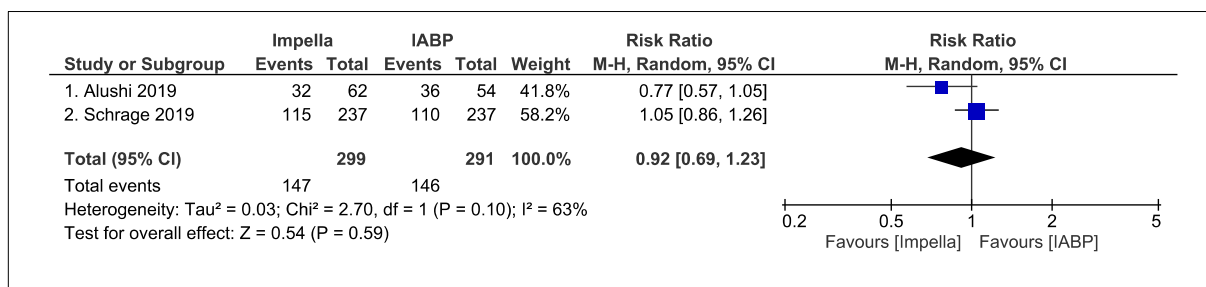 Impella IABP Risk Ratio Risk Ratio
Study or Subgroup Events Total Events Total Weight M-H, Random, 95% CI M-H, Random, 95% CI
1. Alushi 2019 32 62 36 54 41.8% 0.77 [0.57, 1.05]
2. Schrage 2019 115 237 110 237 58.2% 1.05 [0.86, 1.26]
Total (95% CI) 299 291 100.0% 0.92 [0.69, 1.23]
Total events 147 146
Heterogeneity: Tau² = 0.03; Chi² = 2.70, df = 1 (P = 0.10); I² = 63%
Test for overall effect: Z = 0.54 (P = 0.59)
0.2 0.5 1 2 5
Favours [Impella] Favours [IABP]